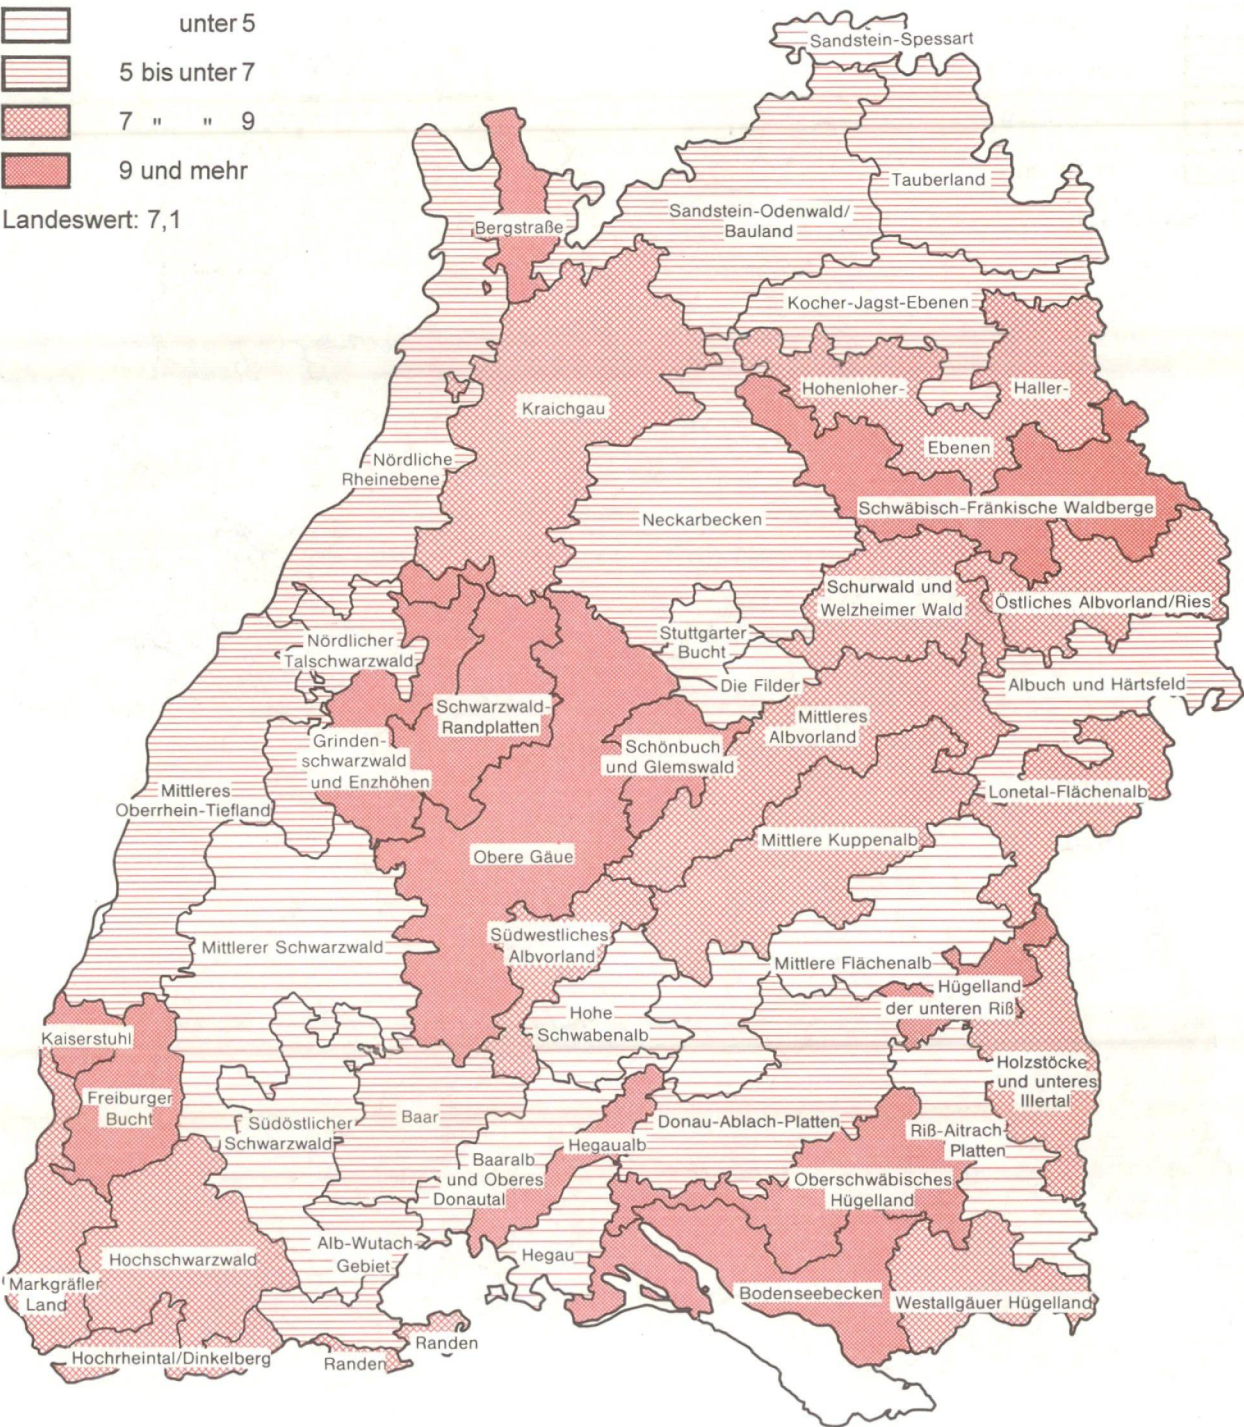 unter 5
5 bis unter 7
7 " " 9
9 und mehr
Landeswert: 7,1
Sandstein-Spessart
Tauberland
Sandstein-Odenwald/
Bauland
Bergstraße
Kocher-Jagst-Ebenen
Hohenloher-
Haller-
Ebenen
Kraichgau
Nördliche
Rheinebene
Neckarbecken
Schwäbisch-Fränkische Waldberge
Schurwald und
Welzheimer Wald
Östliches Albvorland/Ries
Stuttgarter
Bucht
Nördlicher
Talschwarzwald
Die Filder
Albuch und Härtsfeld
Schwarzwald-
Randplatten
Mittleres
Albvorland
Grinden-
schwarzwald
und Enzhöhen
Schönbuch
und Glemswald
Mittleres
Oberrhein-Tiefland
Lonetal-Flächenalb
Mittlere Kuppenalb
Obere Gäue
Südwestliches
Albvorland
Mittlerer Schwarzwald
Mittlere Flächenalb
Hügelland
der unteren Riß
Hohe
Schwabenalb
Kaiserstuhl
Holzstöcke
und unteres
Illertal
Freiburger
Bucht
Baar
Südöstlicher
Schwarzwald
Donau-Ablach-Platten
Riß-Aitrach-
Platten
Hegaualb
Baaralb
und Oberes
Donautal
Oberschwäbisches
Hügelland
Alb-Wutach-
Gebiet
Hegau
Hochschwarzwald
Markgräfler
Land
Bodenseebecken
Westallgäuer Hügelland
Randen
Hochrheintal/Dinkelberg
Randen